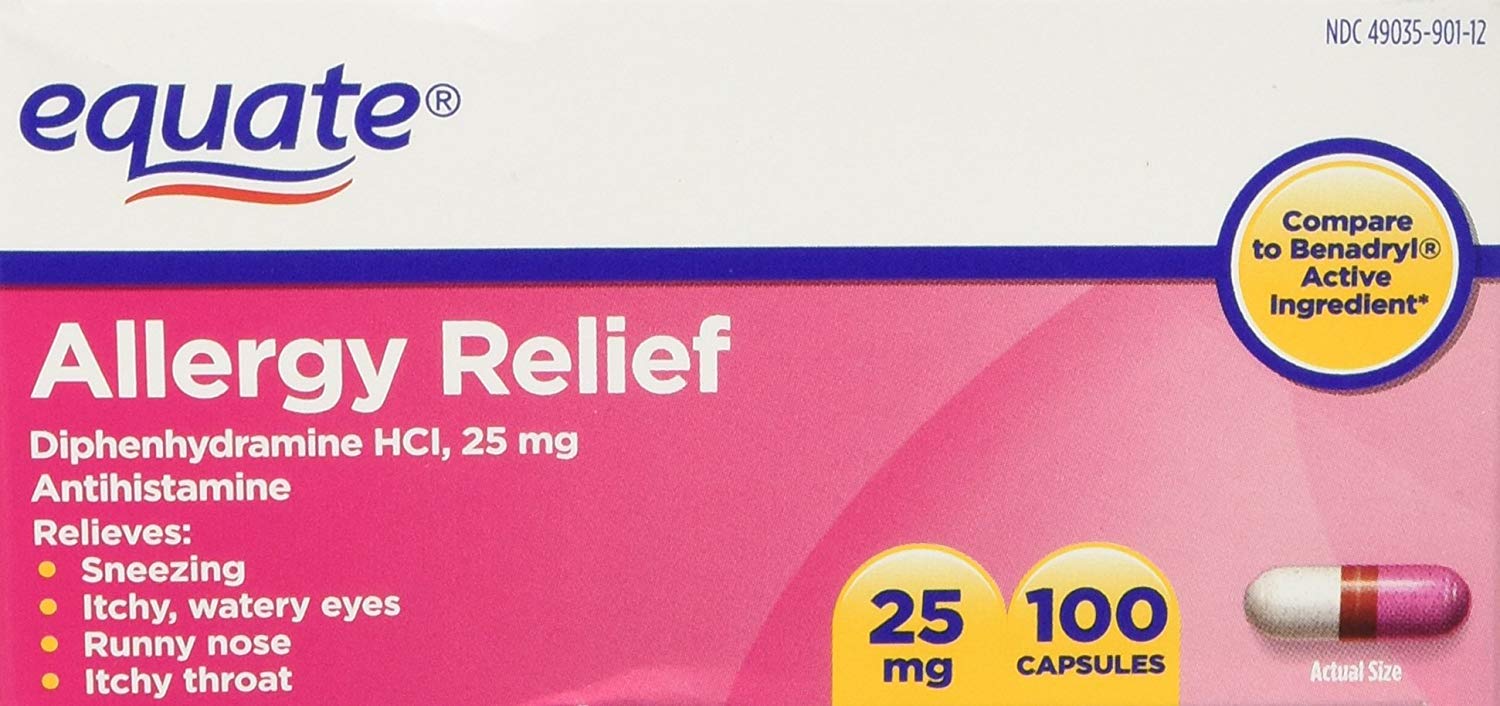 NDC 49035-901-12
equate®
Compare
to Benadryl®
Active
Ingredient*
Allergy Relief
Diphenhydramine HCl, 25 mg
Antihistamine
Relieves:
• Sneezing
• Itchy, watery eyes
• Runny nose
• Itchy throat
25
mg
100
CAPSULES
Actual Size